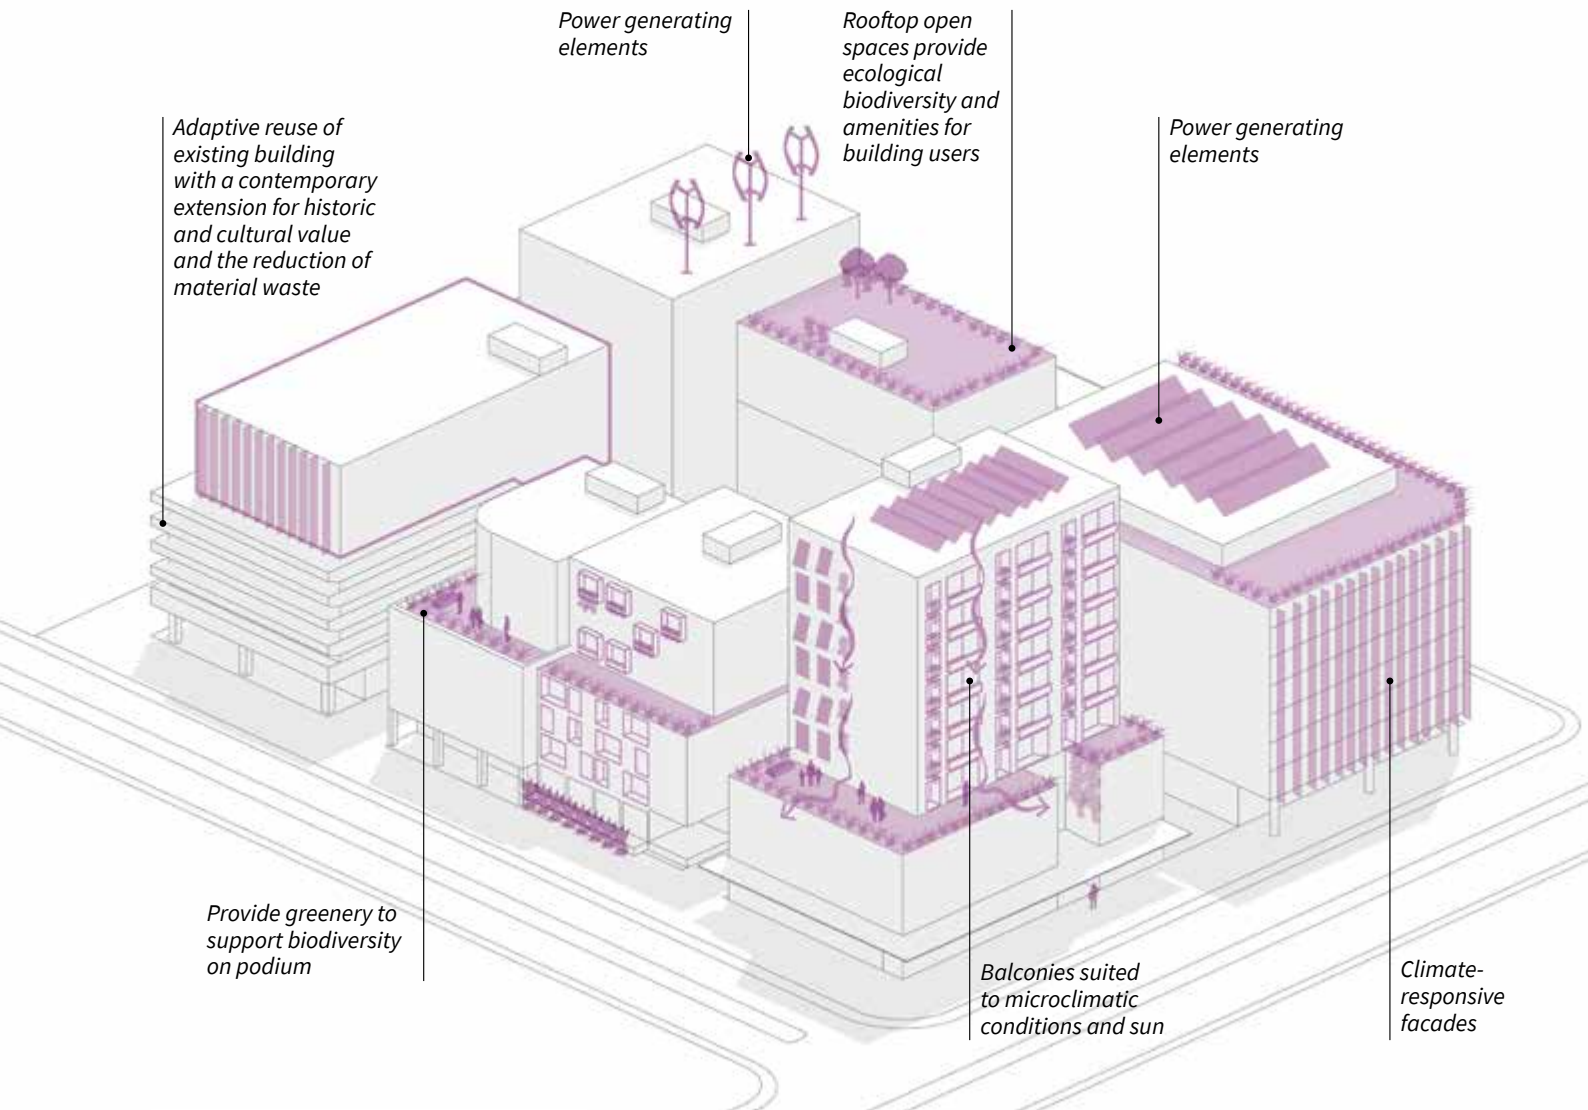 Power generating
elements
Rooftop open
spaces provide
ecological
biodiversity and
amenities for
building users
Adaptive reuse of
existing building
with a contemporary
extension for historic
and cultural value
and the reduction of
material waste
Power generating
elements
Provide greenery to
support biodiversity
on podium
Balconies suited
to microclimatic
conditions and sun
Climate-
responsive
facades